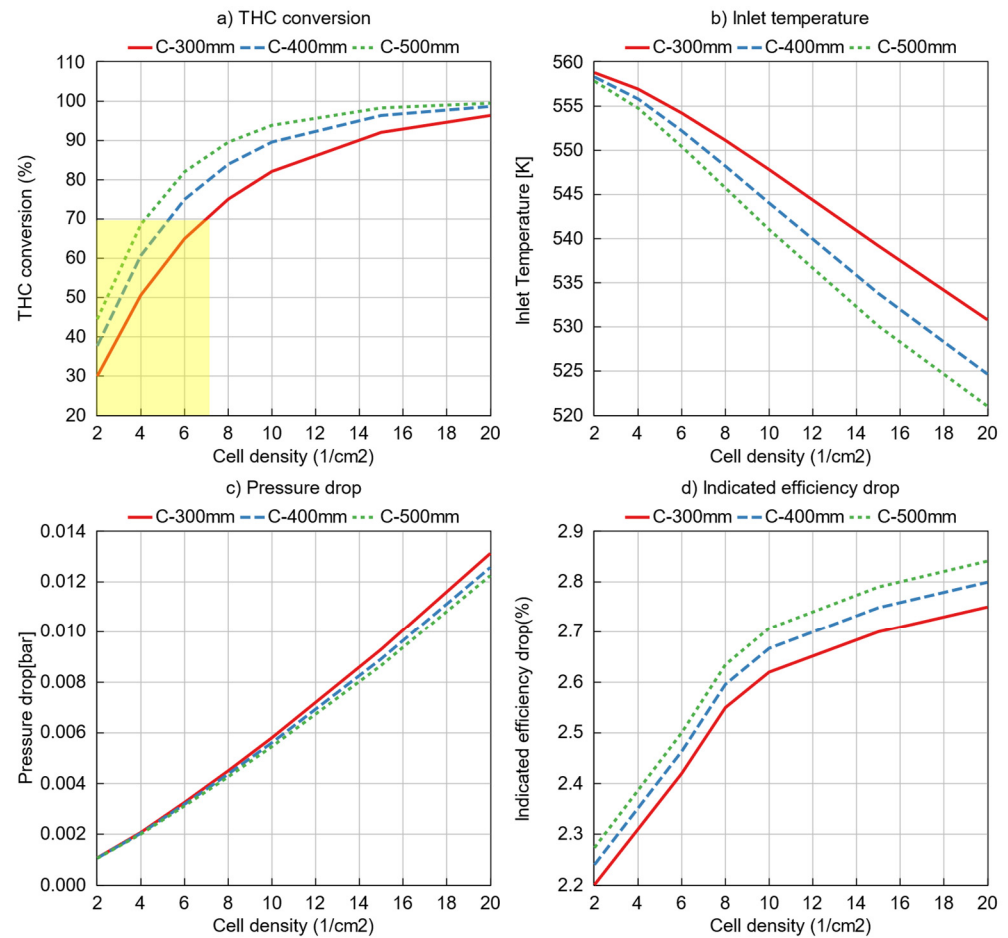 a) THC conversion
C-300mm C-400mm C-500mm
110
100
90
80
70
60
50
40
30
20
THC conversion (%)
2 4 6 8 10 12 14 16 18 20
Cell density (1/cm2)
b) Inlet temperature
C-300mm C-400mm C-500mm
560
555
550
545
540
535
530
525
520
Inlet Temperature [K]
2 4 6 8 10 12 14 16 18 20
Cell density (1/cm2)
c) Pressure drop
C-300mm C-400mm C-500mm
0.014
0.012
0.010
0.008
0.006
0.004
0.002
0.000
Pressure drop[bar]
2 4 6 8 10 12 14 16 18 20
Cell density (1/cm2)
d) Indicated efficiency drop
C-300mm C-400mm C-500mm
2.9
2.8
2.7
2.6
2.5
2.4
2.3
2.2
Indicated efficiency drop(%)
2 4 6 8 10 12 14 16 18 20
Cell density (1/cm2)